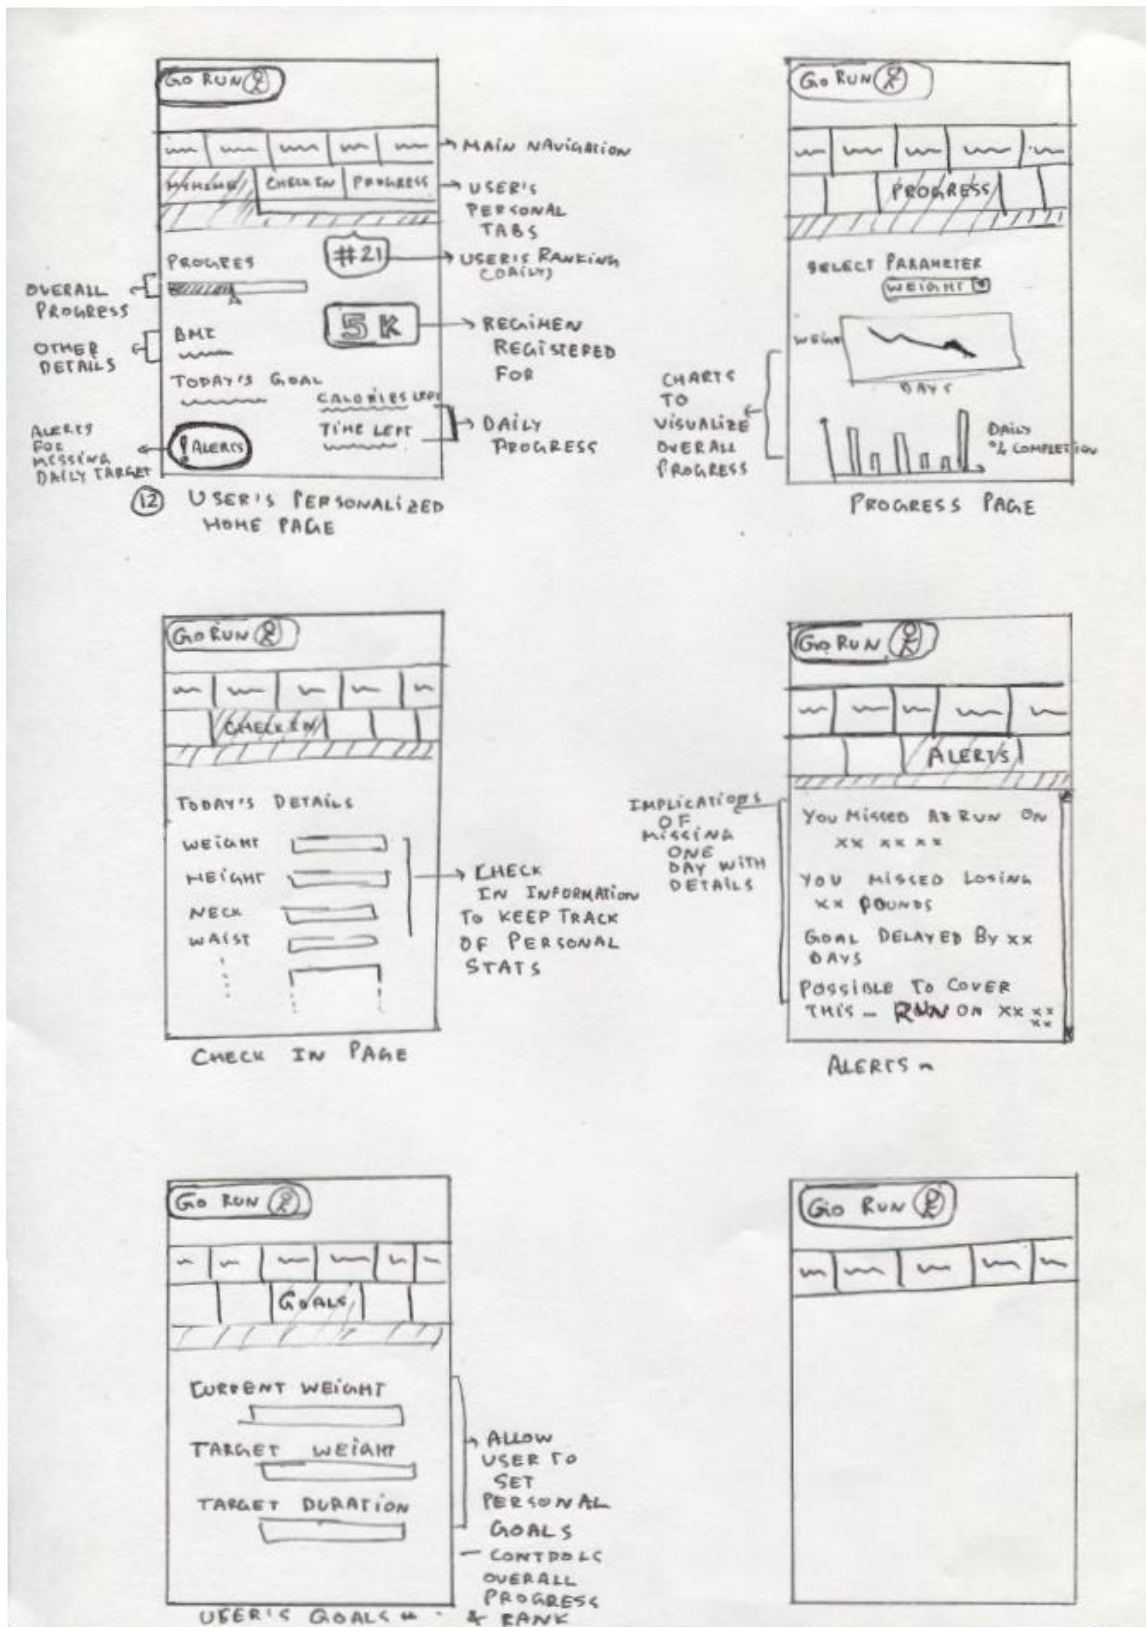 GO RUN
MAIN NAVIGATION
MYHOME
CHECK IN
PROGRESS
USER'S
PERSONAL
TABS
PROGRES
#21
USER'S RANKING
(DAILY)
OVERALL
PROGRESS
5K
REGIMEN
REGISTERED
FOR
OTHER
DETAILS
BMI
TODAY'S GOAL
CALORIES LEFT
TIME LEFT
DAILY
PROGRESS
ALERTS
FOR
MISSING
DAILY TARGET
! ALERTS
12 USER'S PERSONALIZED
HOME PAGE
GO RUN
PROGRESS
SELECT PARAMETER
WEIGHT
WEIGH
DAYS
CHARTS
TO
VISUALIZE
OVERALL
PROGRESS
DAILY
% COMPLETION
PROGRESS PAGE
GO RUN
CHECK IN
TODAY'S DETAILS
WEIGHT
HEIGHT
NECK
WAIST
CHECK
IN INFORMATION
TO KEEP TRACK
OF PERSONAL
STATS
CHECK IN PAGE
GO RUN
ALERTS
IMPLICATIONS
OF
MISSING
ONE
DAY WITH
DETAILS
YOU MISSED RUN ON
XX XX XX
YOU MISSED LOSING
XX POUNDS
GOAL DELAYED BY XX
DAYS
POSSIBLE TO COVER
THIS - RUN ON XX XX
XX
ALERTS
GO RUN
GOALS
CURRENT WEIGHT
TARGET WEIGHT
TARGET DURATION
ALLOW
USER TO
SET
PERSONAL
GOALS
- CONTROLS
OVERALL
PROGRESS
& RANK
USER'S GOALS
GO RUN